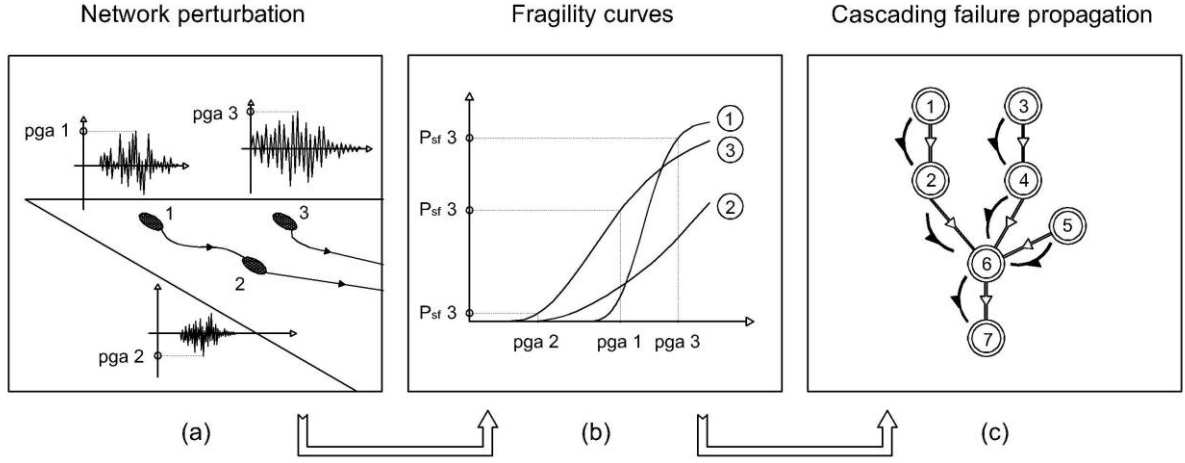 Network perturbation
Fragility curves
Cascading failure propagation
pga 1
pga 3
1
3
2
pga 2
Psf 3
Psf 3
Psf 3
1
3
2
pga 2
pga 1
pga 3
1
3
2
4
5
6
7
(a)
(b)
(c)